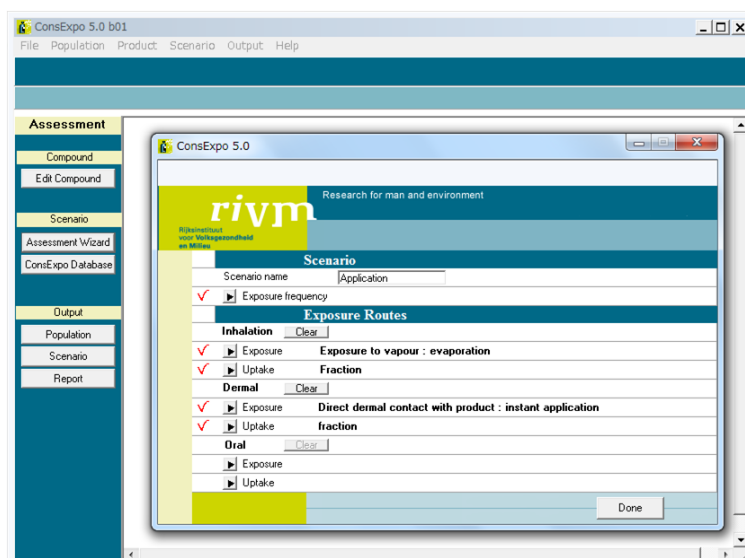 ConsExpo 5.0 b01
File Population Product Scenario Output Help
Assessment
Compound
Edit Compound
Scenario
Assessment Wizard
ConsExpo Database
Output
Population
Scenario
Report
ConsExpo 5.0
rivm
Research for man and environment
Rijksinstituut
voor Volksgezondheid
en Milieu
Scenario
Scenario name Application
Exposure frequency
Exposure Routes
Inhalation Clear
Exposure Exposure to vapour : evaporation
Uptake Fraction
Dermal Clear
Exposure Direct dermal contact with product : instant application
Uptake fraction
Oral Clear
Exposure
Uptake
Done